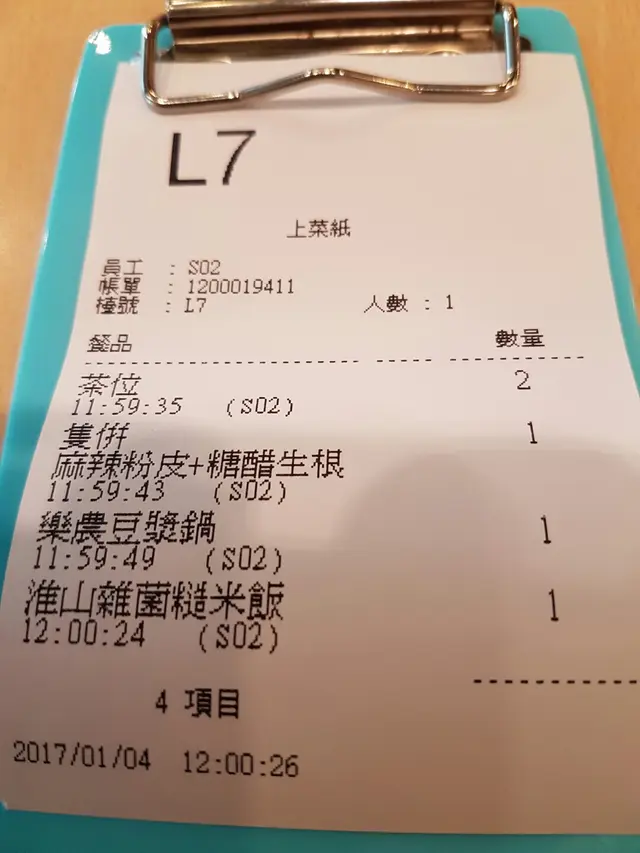 L7
上菜紙
員工 : S02
帳單 : 1200019411
檯號 : L7 人數 : 1
餐品 數量
茶位 2
11:59:35 (S02)
雙併 1
麻辣粉皮+糖醋生根
11:59:43 (S02)
樂農豆漿鍋 1
11:59:49 (S02)
淮山雜菌糙米飯 1
12:00:24 (S02)
4 項目
2017/01/04 12:00:26